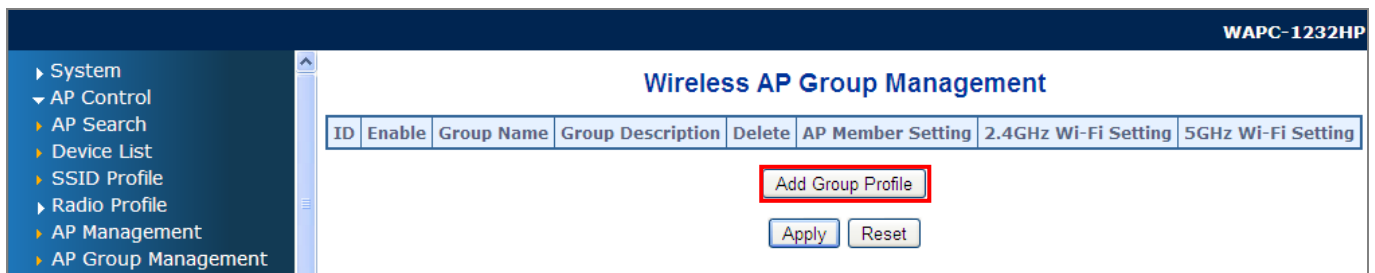 WAPC-1232HP
System
AP Control
AP Search
Device List
SSID Profile
Radio Profile
AP Management
AP Group Management
Wireless AP Group Management
ID Enable Group Name Group Description Delete AP Member Setting 2.4GHz Wi-Fi Setting 5GHz Wi-Fi Setting
Add Group Profile
Apply Reset